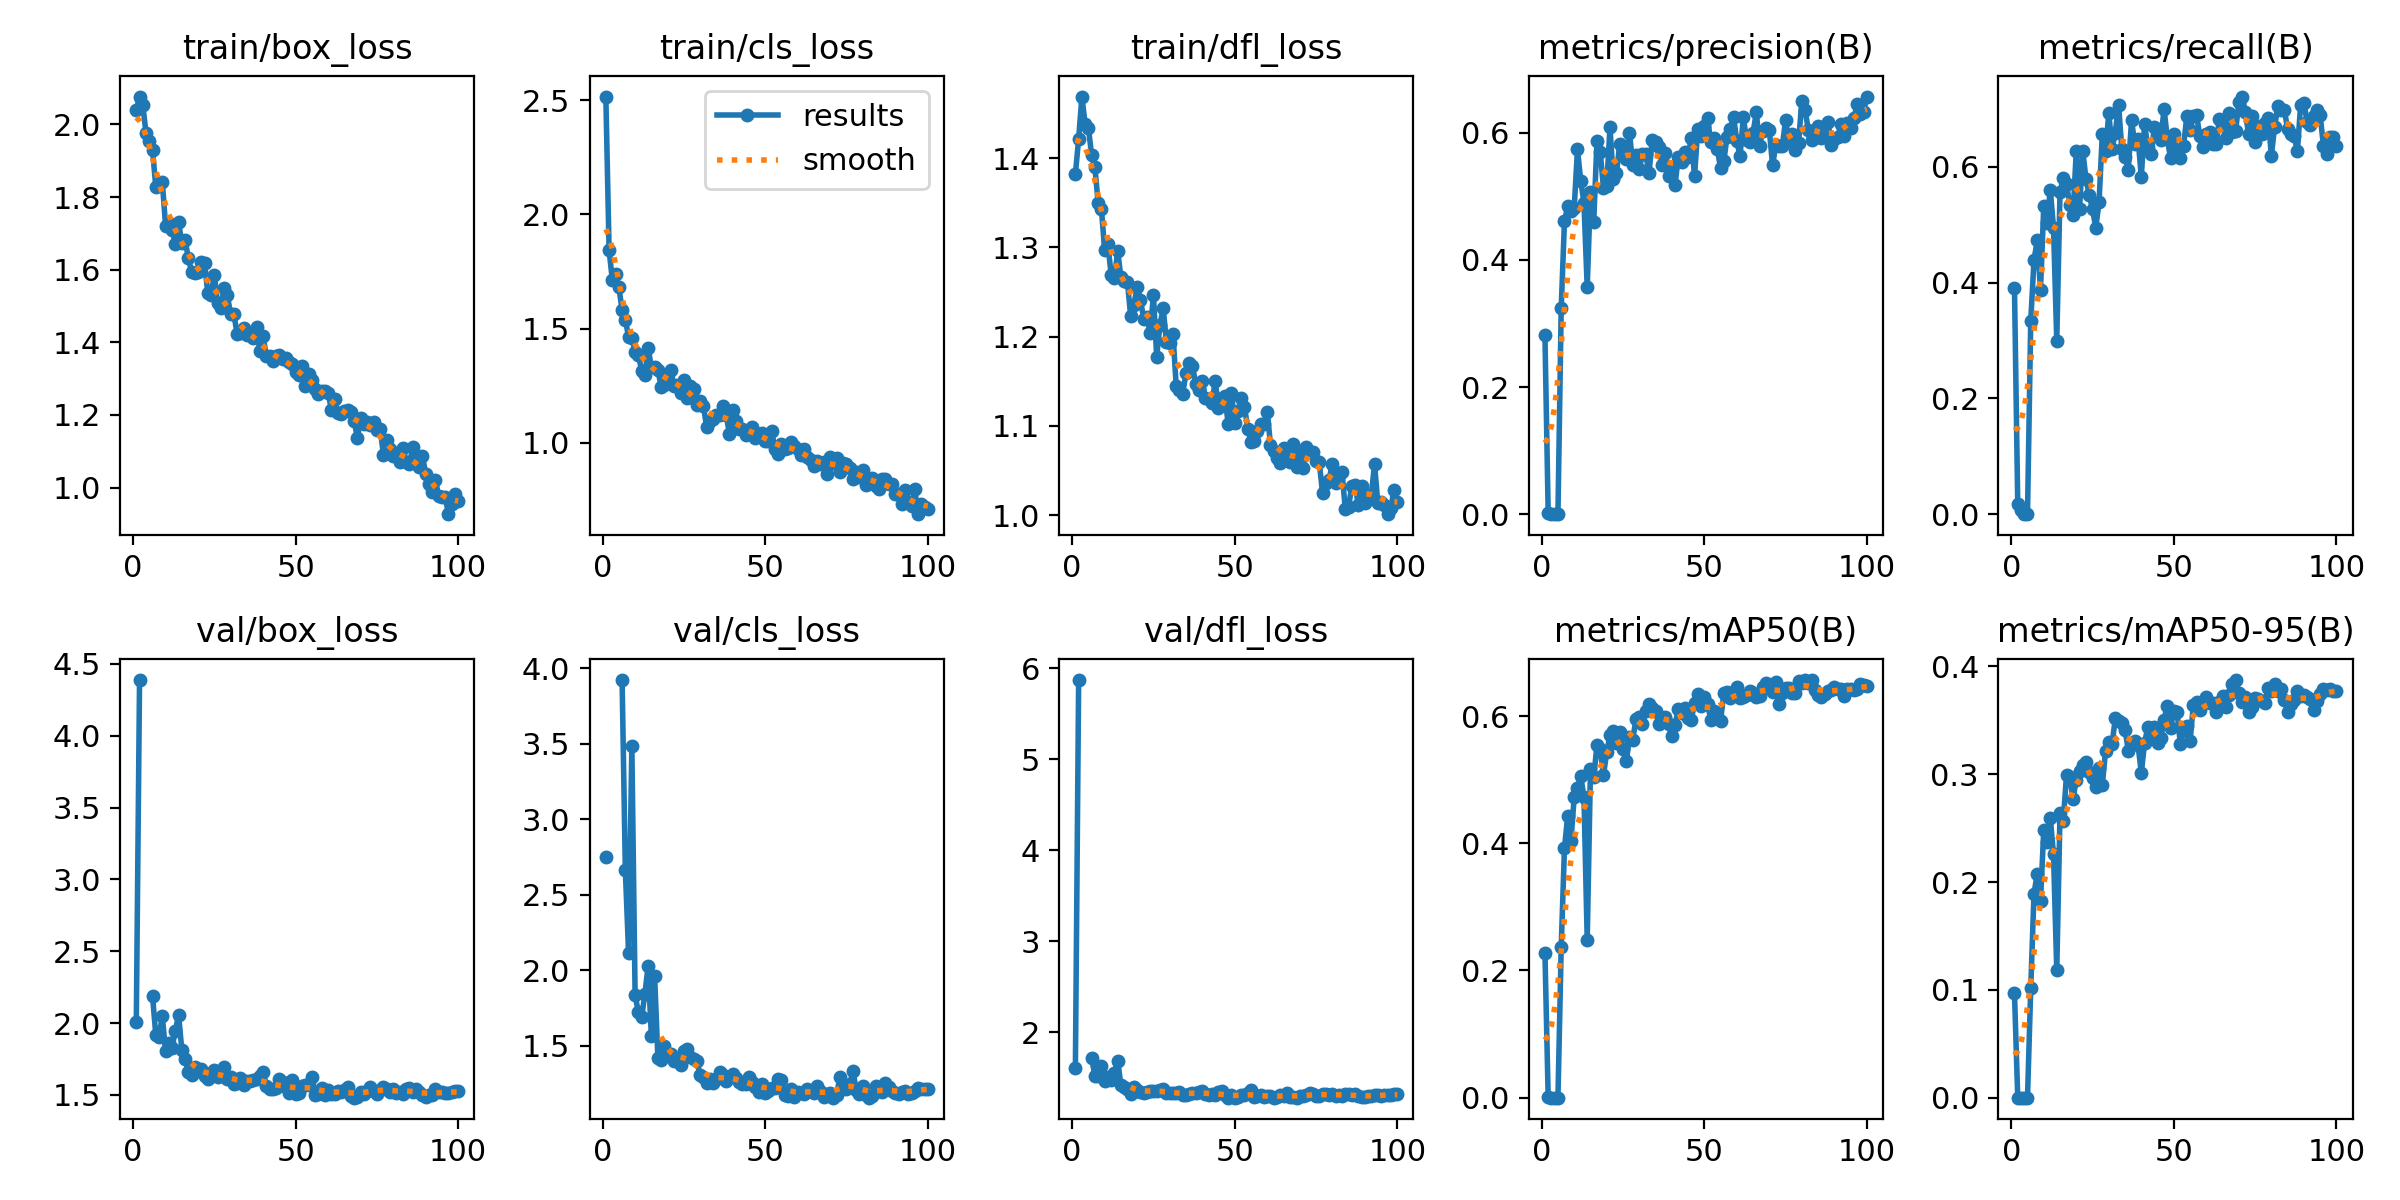 train/box_loss
2.0
1.8
1.6
1.4
1.2
1.0
0 50 100
train/cls_loss
2.5
2.0
1.5
1.0
0 50 100
results
smooth
train/dfl_loss
1.4
1.3
1.2
1.1
1.0
0 50 100
metrics/precision(B)
0.6
0.4
0.2
0.0
0 50 100
metrics/recall(B)
0.6
0.4
0.2
0.0
0 50 100
val/box_loss
4.5
4.0
3.5
3.0
2.5
2.0
1.5
0 50 100
val/cls_loss
4.0
3.5
3.0
2.5
2.0
1.5
0 50 100
val/dfl_loss
6
5
4
3
2
0 50 100
metrics/mAP50(B)
0.6
0.4
0.2
0.0
0 50 100
metrics/mAP50-95(B)
0.4
0.3
0.2
0.1
0.0
0 50 100